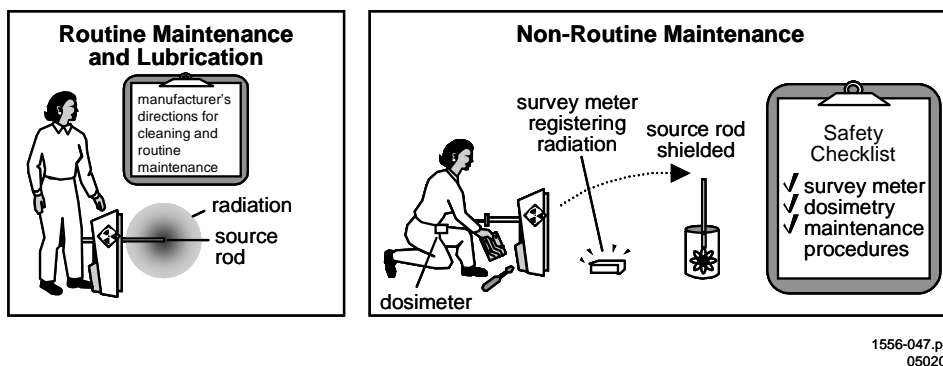 Routine Maintenance
and Lubrication
manufacturer's
directions for
cleaning and
routine
maintenance
radiation
source
rod
Non-Routine Maintenance
survey meter
registering
radiation
source rod
shielded
dosimeter
Safety
Checklist
✓ survey meter
✓ dosimetry
✓ maintenance
procedures
1556-047.p
05020